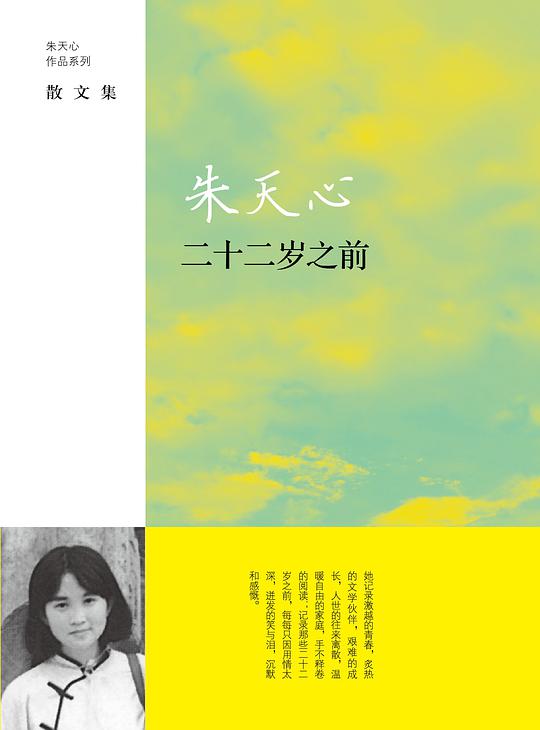 朱天心
作品系列
散文集
朱天心
二十二岁之前
她记录激越的青春，炙热
的文学伙伴，艰难的成
长，人世的往来离散，温
暖自由的家庭，手不释卷
的阅读；记录那些二十二
岁之前，每每只因用情太
深，迸发的笑与泪，沉默
和感慨。